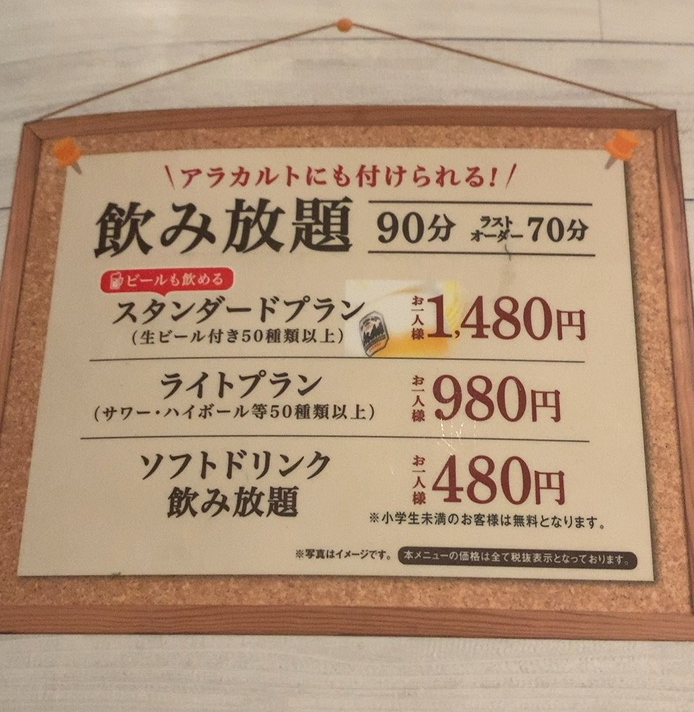 \アラカルトにも付けられる!/
飲み放題 90分 ラストオーダー 70分
ビールも飲める
スタンダードプラン お一人様 1,480円
(生ビール付き50種類以上)
ライトプラン お一人様 980円
(サワー・ハイボール等50種類以上)
ソフトドリンク
飲み放題 お一人様 480円
※小学生未満のお客様は無料となります。
※写真はイメージです。 本メニューの価格は全て税抜表示となっております。